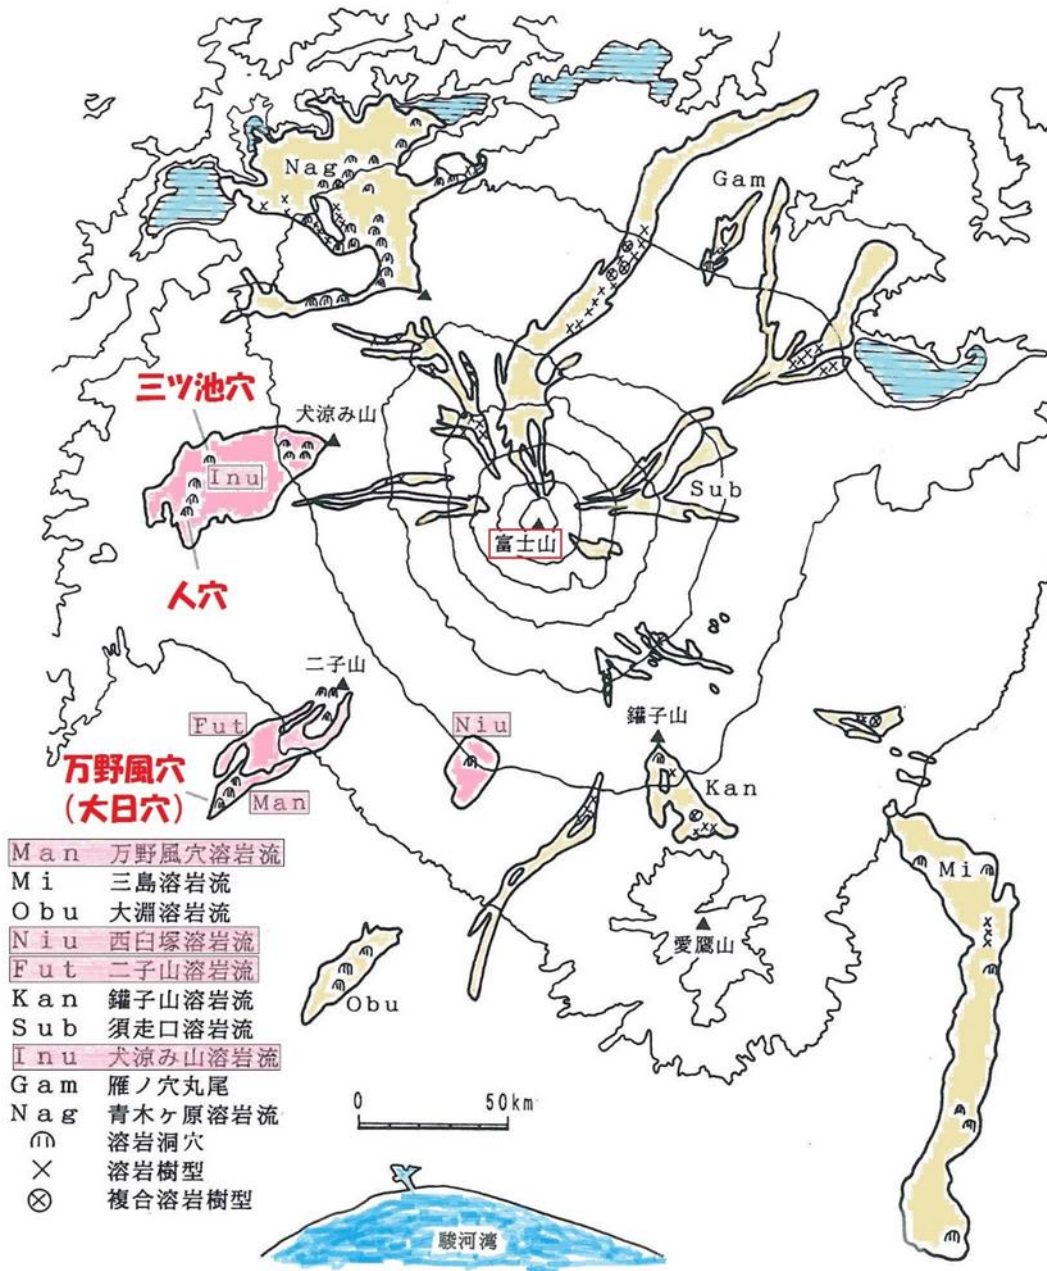 Nag
Gam
三ツ池穴
犬涼み山
Inu
Sub
富士山
人穴
二子山
鑵子山
Fut
Niu
万野風穴
(大日穴)
Kan
Man
Mi
愛鷹山
Obu
Man 万野風穴溶岩流
Mi 三島溶岩流
Obu 大淵溶岩流
Niu 西臼塚溶岩流
Fut 二子山溶岩流
Kan 鑵子山溶岩流
Sub 須走口溶岩流
Inu 犬涼み山溶岩流
Gam 雁ノ穴丸尾
Nag 青木ヶ原溶岩流
溶岩洞穴
溶岩樹型
複合溶岩樹型
0 50km
駿河湾